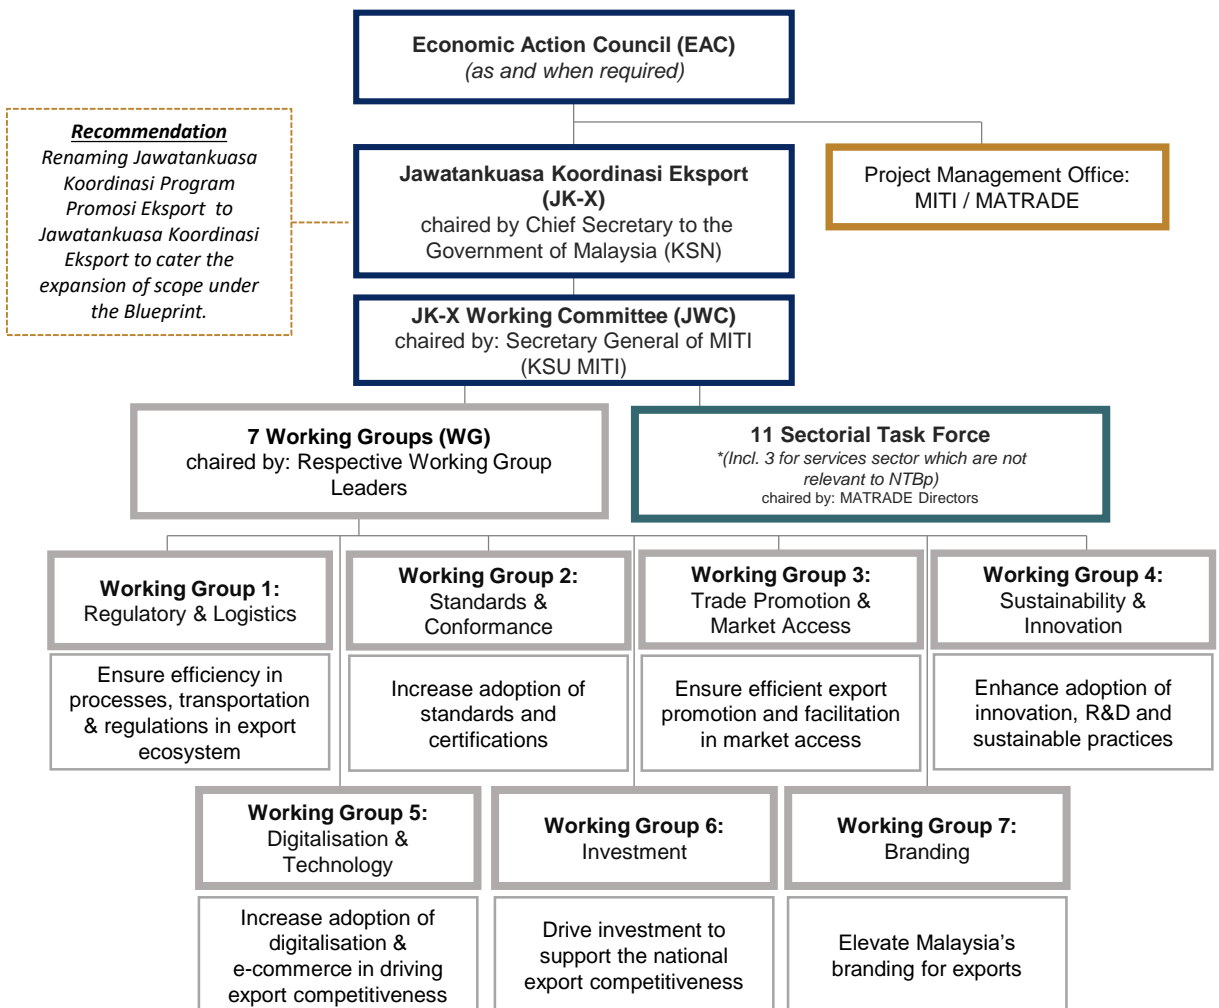 Economic Action Council (EAC)
(as and when required)
Recommendation
Renaming Jawatankuasa
Koordinasi Program
Promosi Eksport to
Jawatankuasa Koordinasi
Eksport to cater the
expansion of scope under
the Blueprint.
Jawatankuasa Koordinasi Eksport
(JK-X)
chaired by Chief Secretary to the
Government of Malaysia (KSN)
Project Management Office:
MITI / MATRADE
JK-X Working Committee (JWC)
chaired by: Secretary General of MITI
(KSU MITI)
7 Working Groups (WG)
chaired by: Respective Working Group
Leaders
11 Sectorial Task Force
*(Incl. 3 for services sector which are not
relevant to NTBp)
chaired by: MATRADE Directors
Working Group 1:
Regulatory & Logistics
Ensure efficiency in
processes, transportation
& regulations in export
ecosystem
Working Group 2:
Standards &
Conformance
Increase adoption of
standards and
certifications
Working Group 3:
Trade Promotion &
Market Access
Ensure efficient export
promotion and facilitation
in market access
Working Group 4:
Sustainability &
Innovation
Enhance adoption of
innovation, R&D and
sustainable practices
Working Group 5:
Digitalisation &
Technology
Increase adoption of
digitalisation &
e-commerce in driving
export competitiveness
Working Group 6:
Investment
Drive investment to
support the national
export competitiveness
Working Group 7:
Branding
Elevate Malaysia's
branding for exports